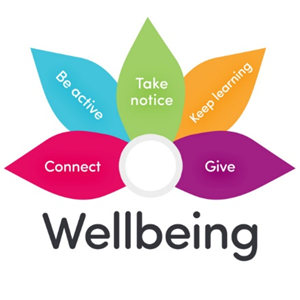 Connect
Be active
Take
notice
Keep learning
Give
Wellbeing